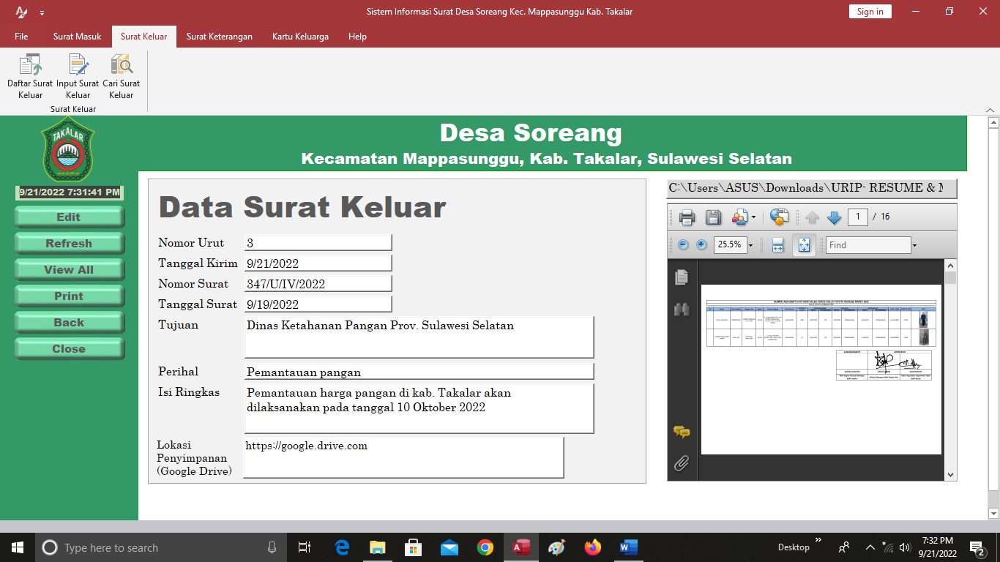 Sistem Informasi Surat Desa Soreang Kec. Mappasunggu Kab. Takalar
Sign in
File
Surat Masuk
Surat Keluar
Surat Keterangan
Kartu Keluarga
Help
Daftar Surat Keluar
Input Surat Keluar
Cari Surat Keluar
Surat Keluar
TAKALAR
Desa Soreang
Kecamatan Mappasunggu, Kab. Takalar, Sulawesi Selatan
9/21/2022 7:31:41 PM
Edit
Refresh
View All
Print
Back
Close
Data Surat Keluar
Nomor Urut 3
Tanggal Kirim 9/21/2022
Nomor Surat 347/U/IV/2022
Tanggal Surat 9/19/2022
Tujuan Dinas Ketahanan Pangan Prov. Sulawesi Selatan
Perihal Pemantauan pangan
Isi Ringkas Pemantauan harga pangan di kab. Takalar akan
dilaksanakan pada tanggal 10 Oktober 2022
Lokasi
Penyimpanan
(Google Drive)
https://google.drive.com
C:\Users\ASUS\Downloads\URIP- RESUME & M
1 / 16
25.5%
Find
Type here to search
Desktop
7:32 PM
9/21/2022
2